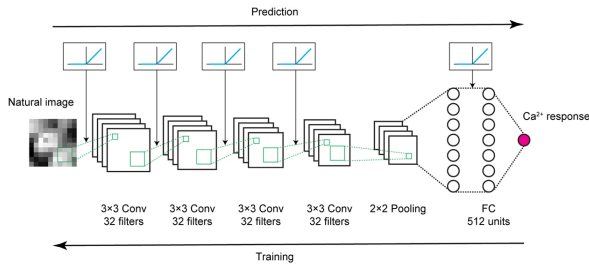 Prediction
Natural image
Ca²⁺ response
3×3 Conv
32 filters
3×3 Conv
32 filters
3×3 Conv
32 filters
3×3 Conv
32 filters
2×2 Pooling
FC
512 units
Training